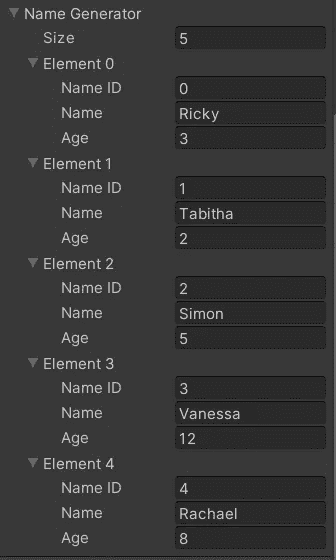 Name Generator
Size 5
Element 0
Name ID 0
Name Ricky
Age 3
Element 1
Name ID 1
Name Tabitha
Age 2
Element 2
Name ID 2
Name Simon
Age 5
Element 3
Name ID 3
Name Vanessa
Age 12
Element 4
Name ID 4
Name Rachael
Age 8